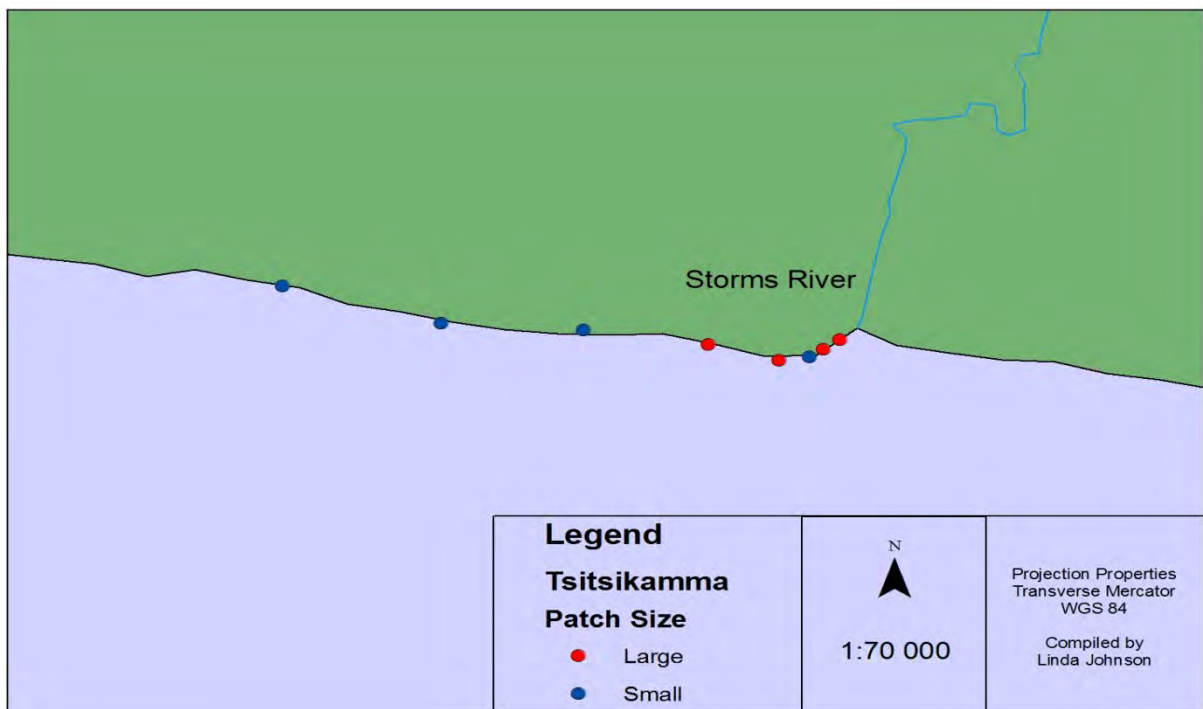 Storms River
Legend
Tsitsikamma
Patch Size
Large
Small
N
1:70 000
Projection Properties
Transverse Mercator
WGS 84
Compiled by
Linda Johnson